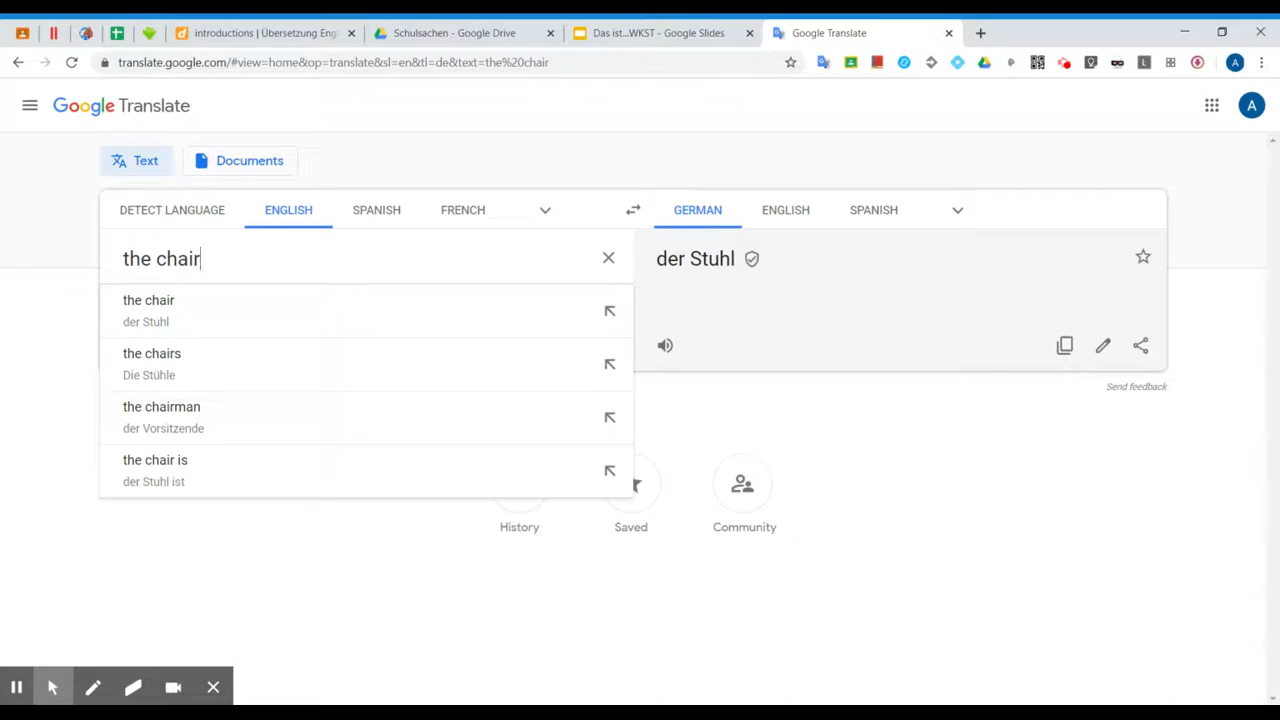 introductions | Übersetzung Eng
Schulsachen - Google Drive
Das ist...WKST - Google Slides
Google Translate
translate.google.com/#view=home&op=translate&sl=en&tl=de&text=the%20chair
A
Google Translate
A
Text
Documents
DETECT LANGUAGE
ENGLISH
SPANISH
FRENCH
GERMAN
ENGLISH
SPANISH
the chair
der Stuhl
the chair
der Stuhl
the chairs
Die Stühle
the chairman
der Vorsitzende
the chair is
der Stuhl ist
Send feedback
History
Saved
Community